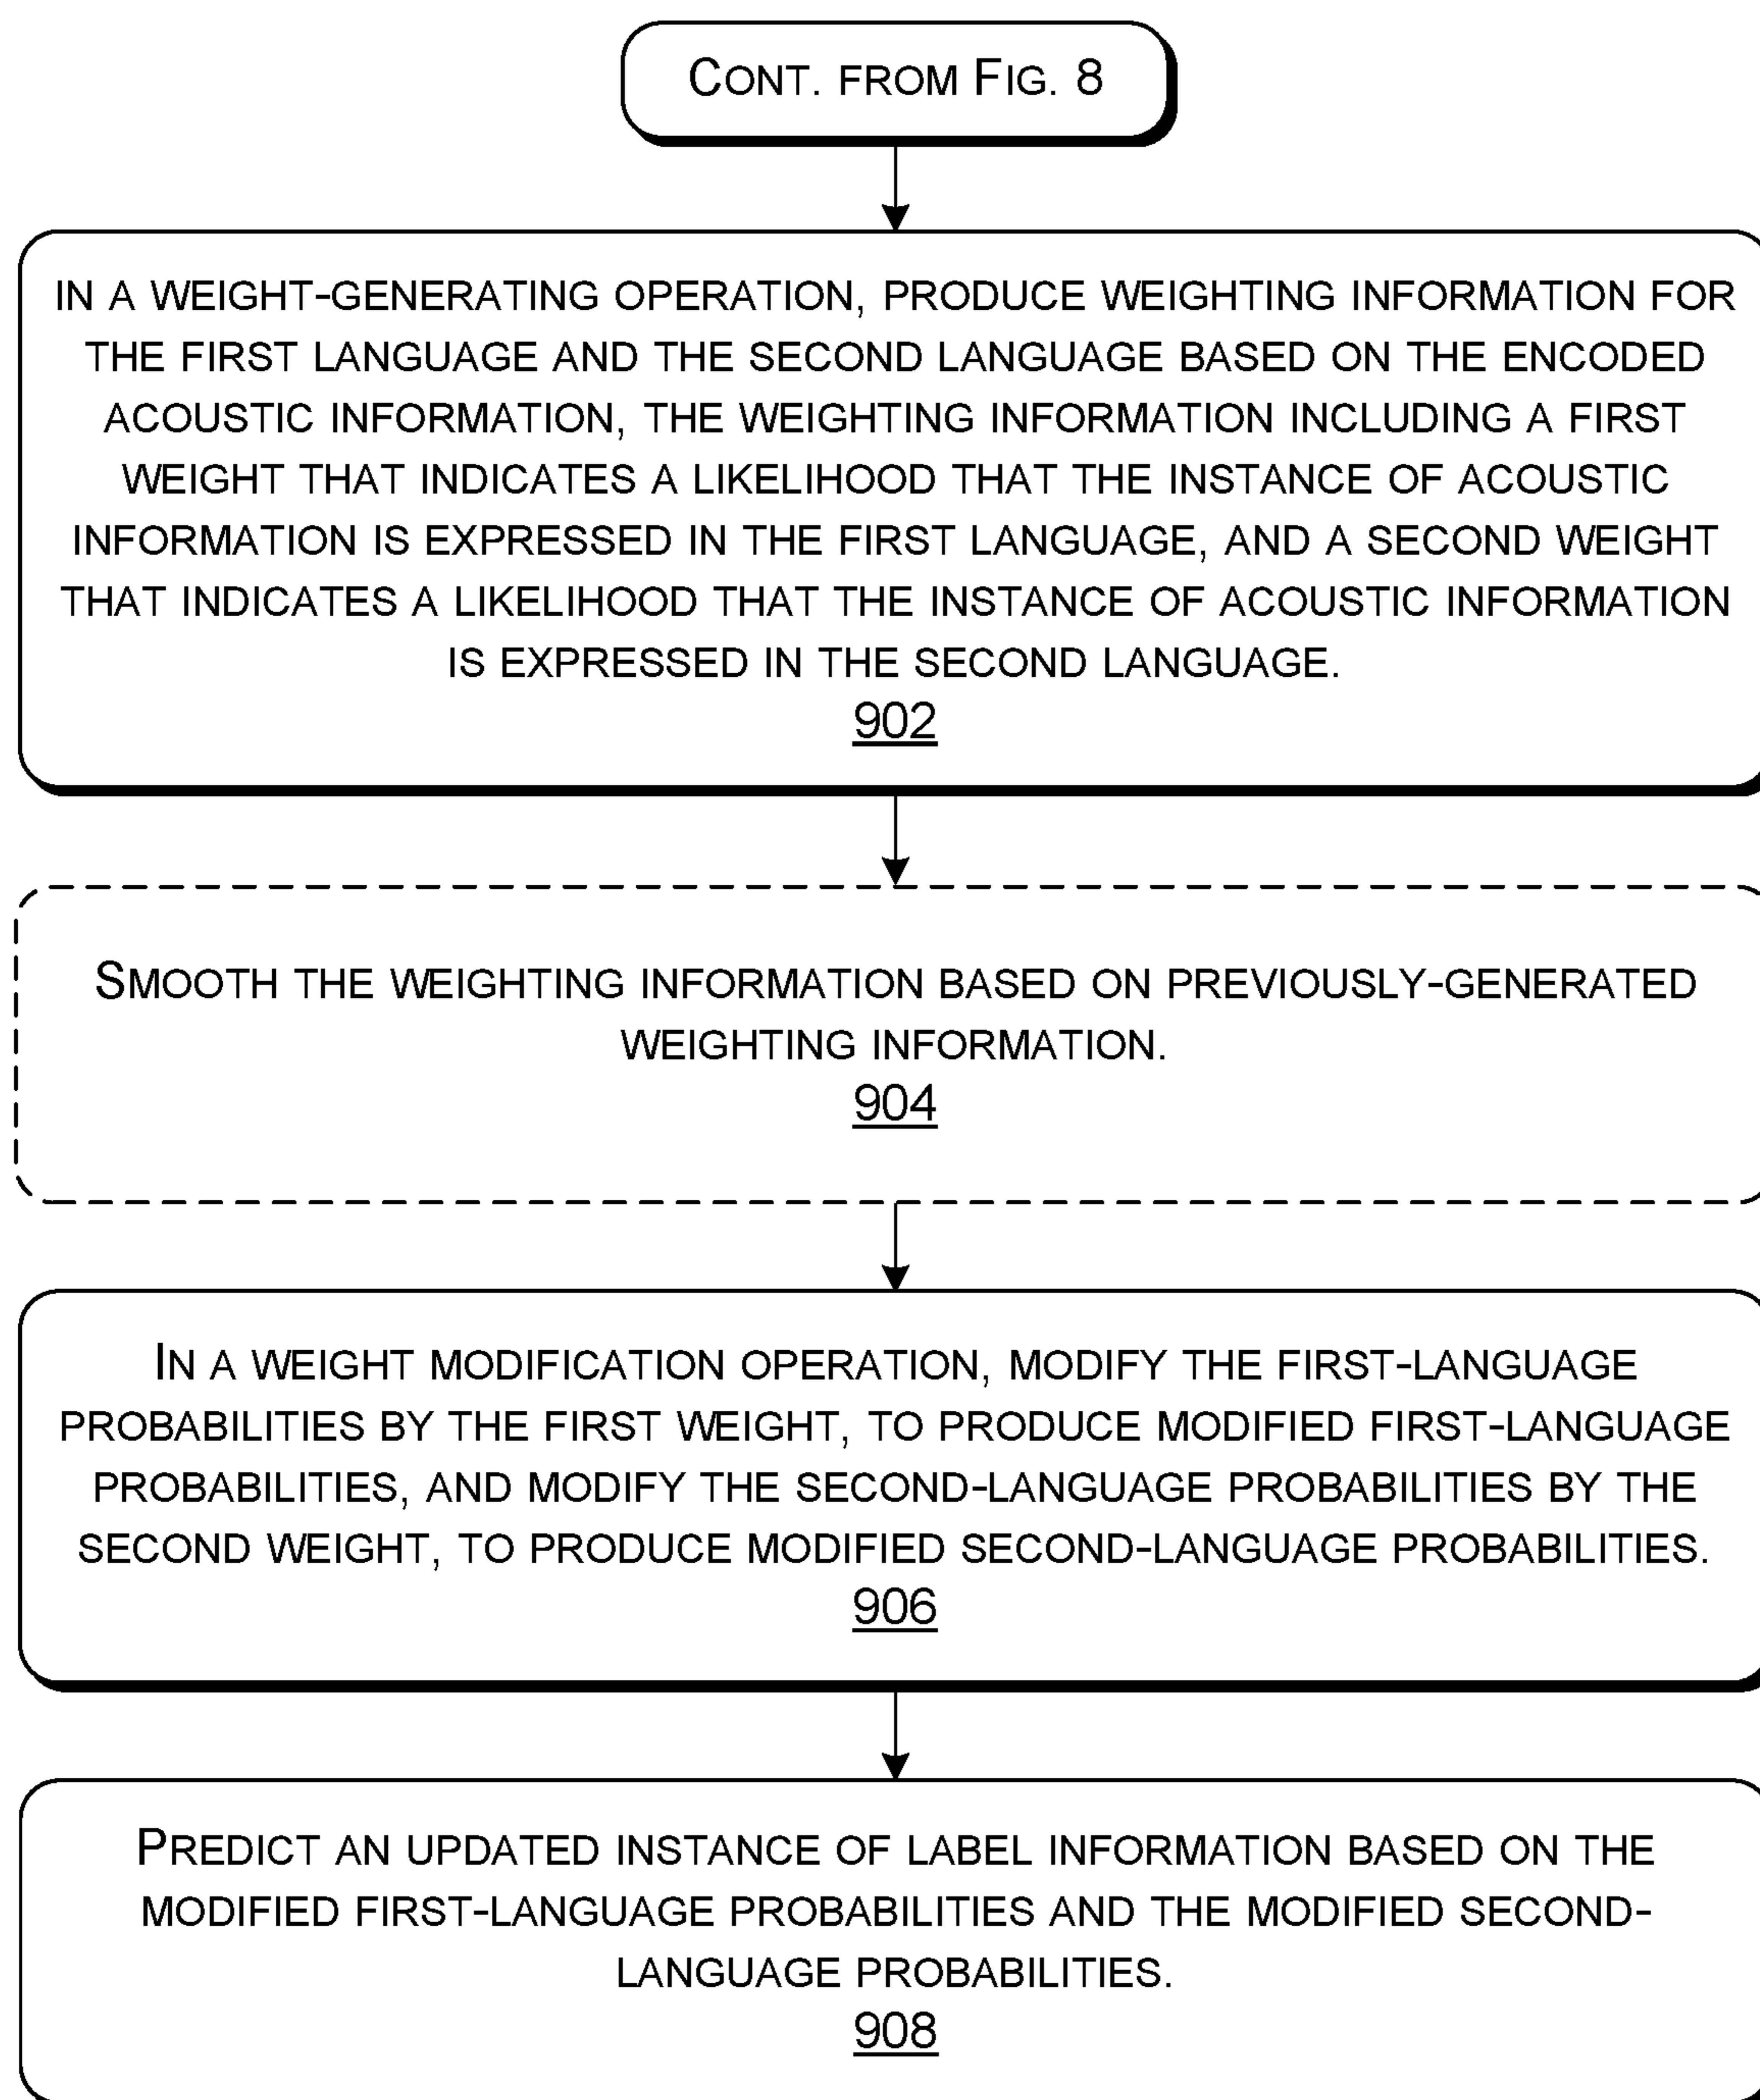 CONT. FROM FIG. 8
IN A WEIGHT-GENERATING OPERATION, PRODUCE WEIGHTING INFORMATION FOR
THE FIRST LANGUAGE AND THE SECOND LANGUAGE BASED ON THE ENCODED
ACOUSTIC INFORMATION, THE WEIGHTING INFORMATION INCLUDING A FIRST
WEIGHT THAT INDICATES A LIKELIHOOD THAT THE INSTANCE OF ACOUSTIC
INFORMATION IS EXPRESSED IN THE FIRST LANGUAGE, AND A SECOND WEIGHT
THAT INDICATES A LIKELIHOOD THAT THE INSTANCE OF ACOUSTIC INFORMATION
IS EXPRESSED IN THE SECOND LANGUAGE.
902
SMOOTH THE WEIGHTING INFORMATION BASED ON PREVIOUSLY-GENERATED
WEIGHTING INFORMATION.
904
IN A WEIGHT MODIFICATION OPERATION, MODIFY THE FIRST-LANGUAGE
PROBABILITIES BY THE FIRST WEIGHT, TO PRODUCE MODIFIED FIRST-LANGUAGE
PROBABILITIES, AND MODIFY THE SECOND-LANGUAGE PROBABILITIES BY THE
SECOND WEIGHT, TO PRODUCE MODIFIED SECOND-LANGUAGE PROBABILITIES.
906
PREDICT AN UPDATED INSTANCE OF LABEL INFORMATION BASED ON THE
MODIFIED FIRST-LANGUAGE PROBABILITIES AND THE MODIFIED SECOND-
LANGUAGE PROBABILITIES.
908